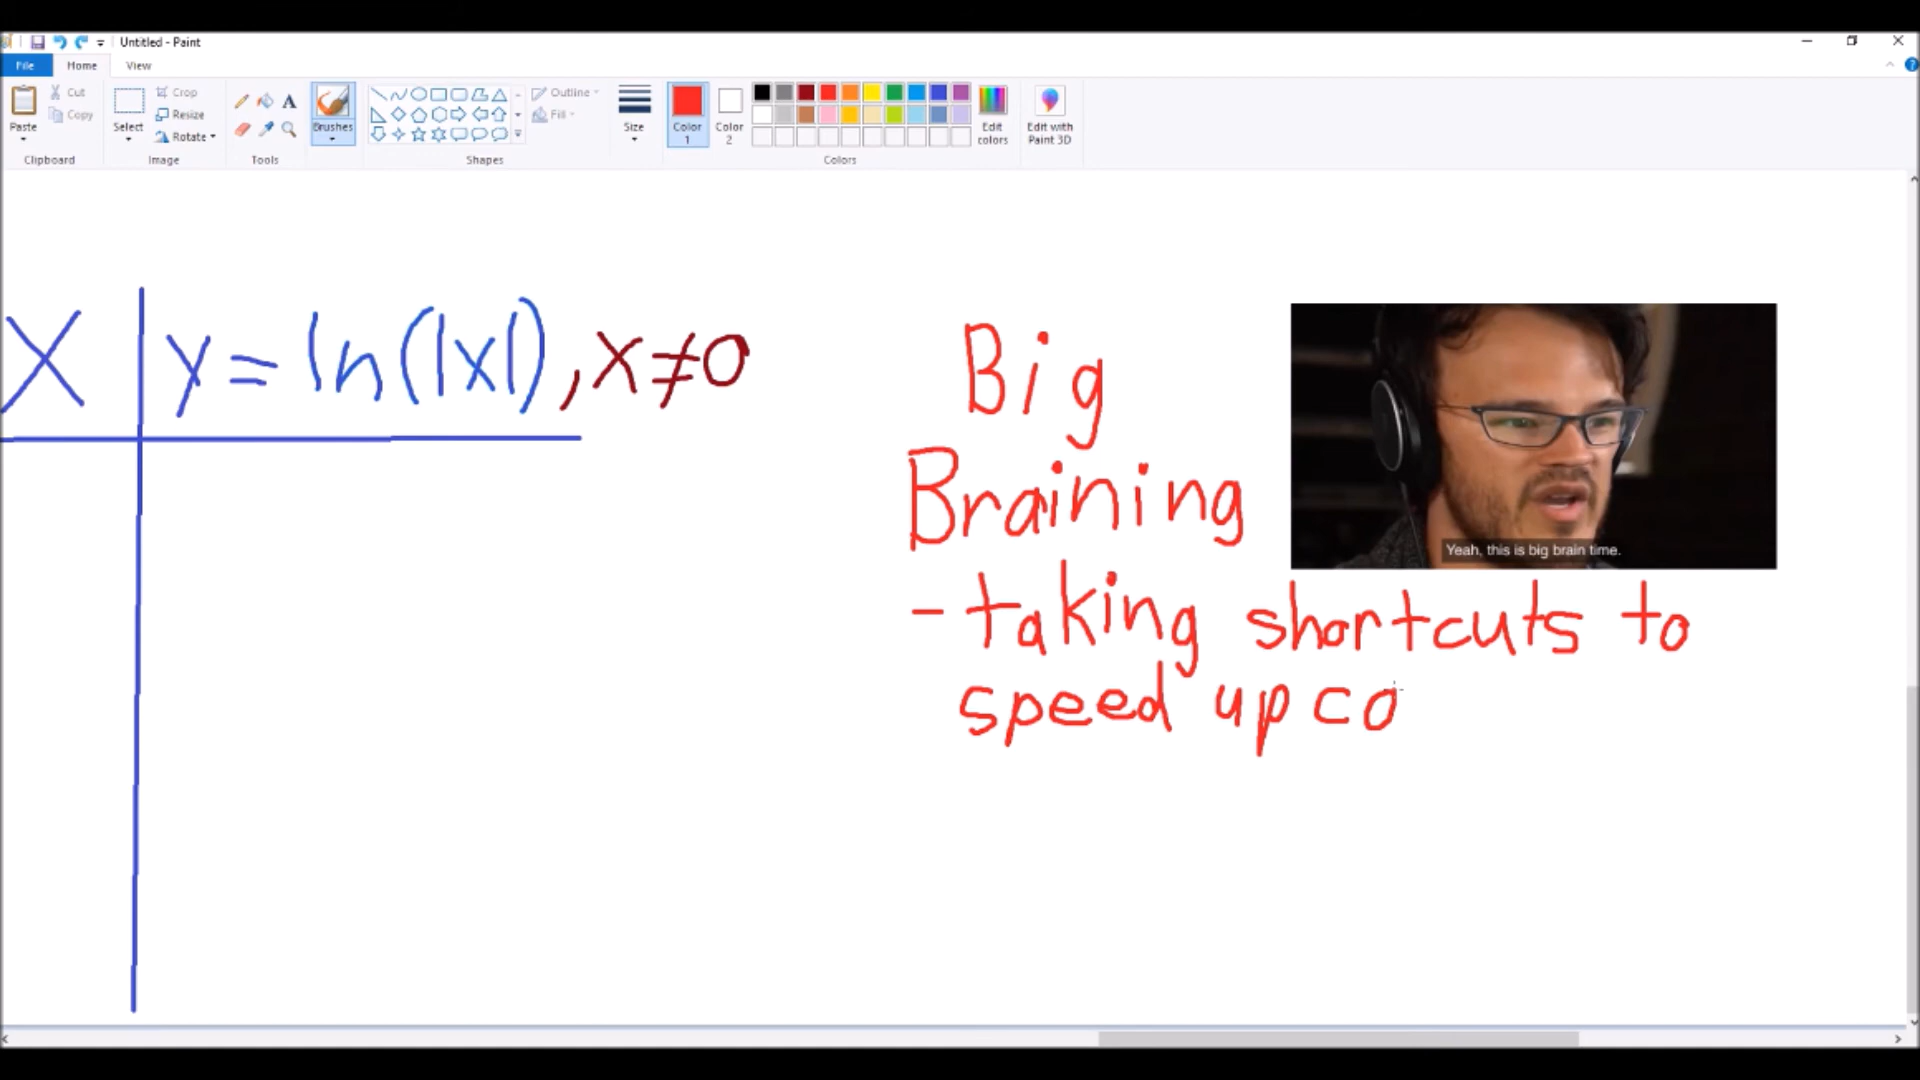 Untitled - Paint
File Home View
Paste Cut Copy Clipboard
Select Crop Resize Rotate Image
Tools
Brushes
Shapes
Outline Fill
Size
Color 1
Color 2
Colors
Edit colors
Edit with Paint 3D
X y = ln(|x|), x≠0
Big
Braining
Yeah, this is big brain time.
- taking shortcuts to
speed up co